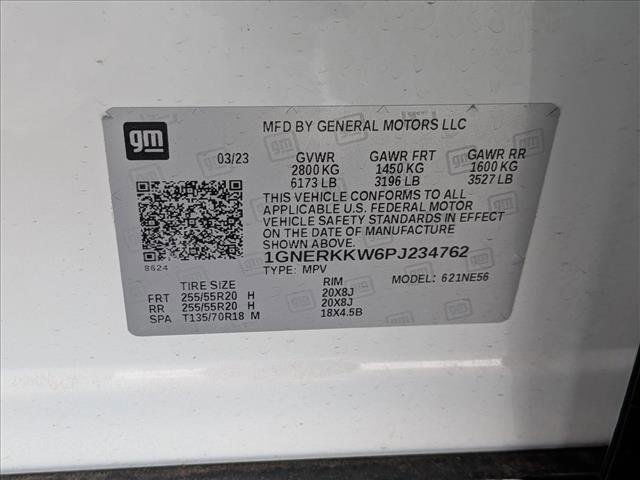 gm
MFD BY GENERAL MOTORS LLC
03/23 GVWR GAWR FRT GAWR RR
2800 KG 1450 KG 1600 KG
6173 LB 3196 LB 3527 LB
THIS VEHICLE CONFORMS TO ALL
APPLICABLE U.S. FEDERAL MOTOR
VEHICLE SAFETY STANDARDS IN EFFECT
ON THE DATE OF MANUFACTURE
SHOWN ABOVE.
8624
1GNERKKW6PJ234762
TYPE: MPV MODEL: 621NE56
TIRE SIZE RIM
FRT 255/55R20 H 20X8J
RR 255/55R20 H 20X8J
SPA T135/70R18 M 18X4.5B